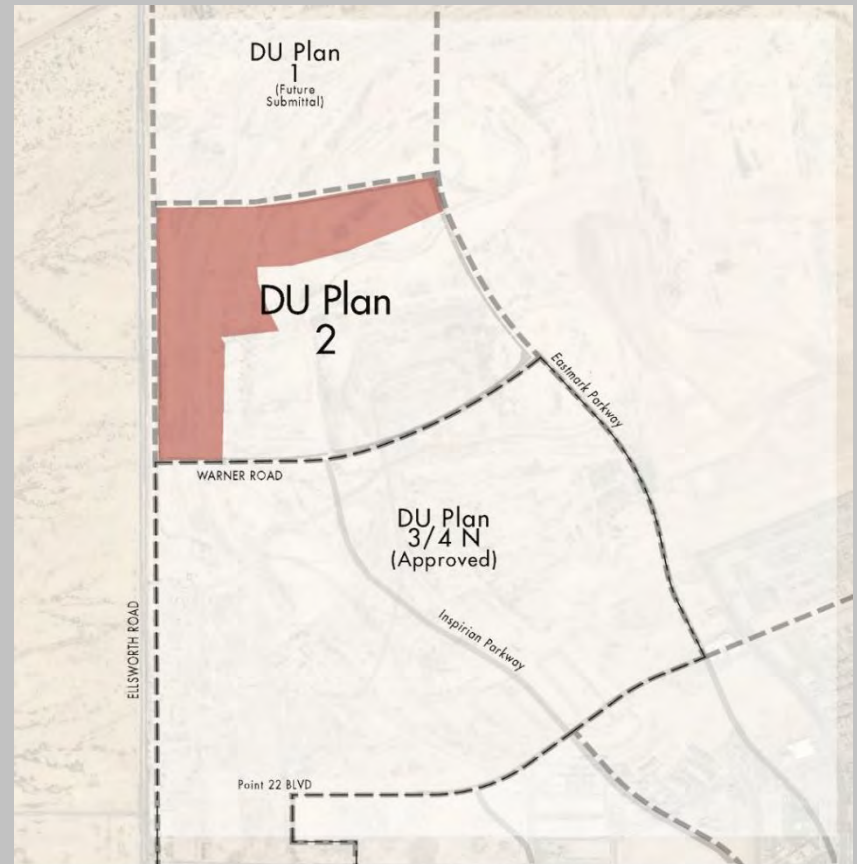 DU Plan
1
(Future
Submittal)
DU Plan
2
Eastmark Parkway
WARNER ROAD
DU Plan
3/4 N
(Approved)
ELLSWORTH ROAD
Inspirian Parkway
Point 22 BLVD